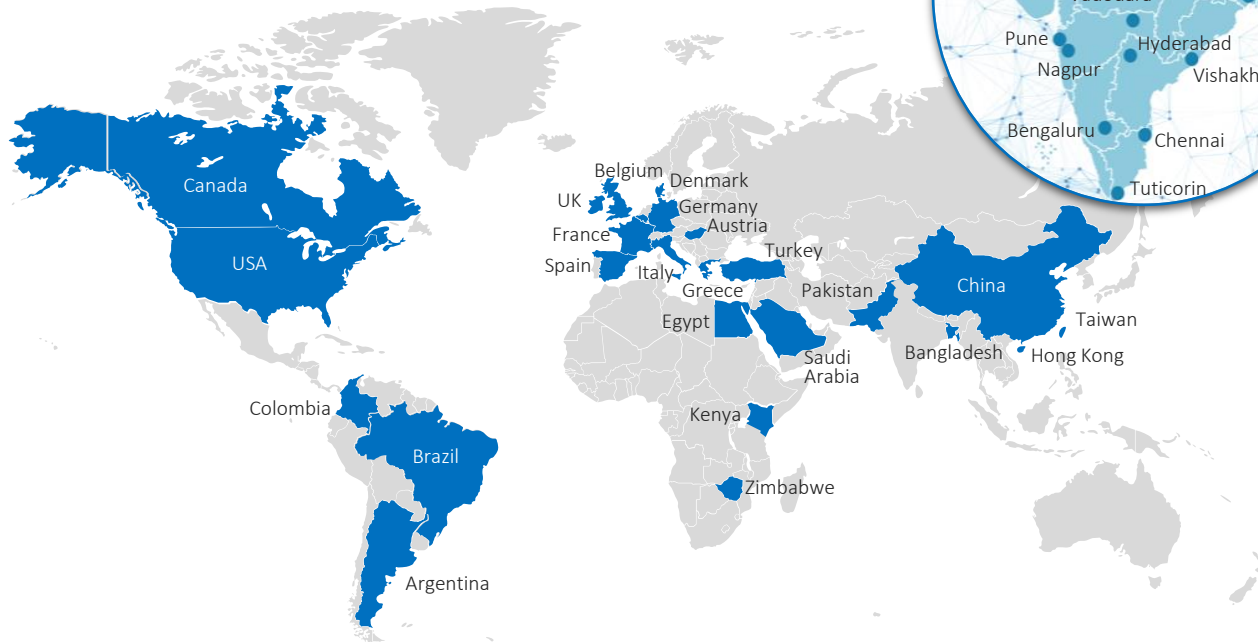 Pune
Hyderabad
Nagpur
Vishakh
Bengaluru
Chennai
Tuticorin
Canada
USA
Belgium
Denmark
UK
Germany
Austria
France
Turkey
Spain
Italy
Greece
Pakistan
China
Egypt
Taiwan
Bangladesh
Hong Kong
Saudi
Arabia
Colombia
Kenya
Brazil
Zimbabwe
Argentina